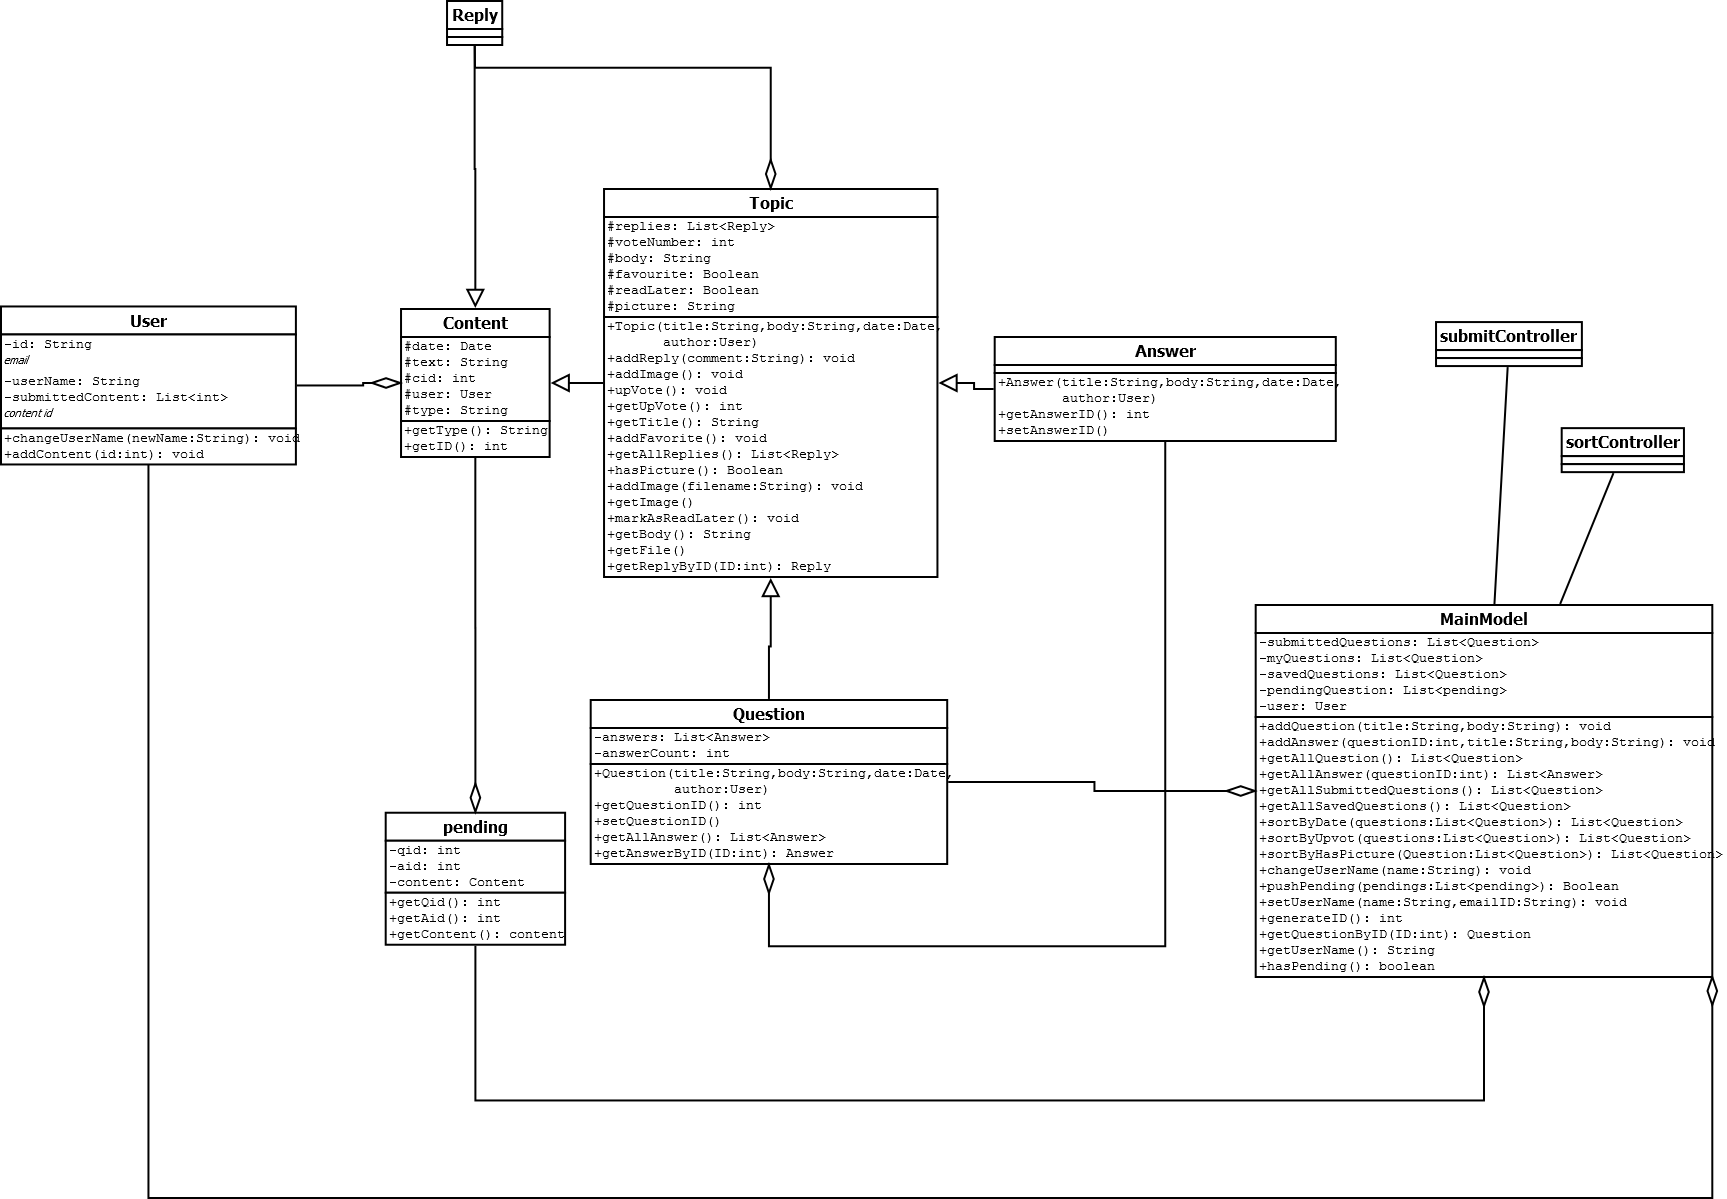 Reply
Topic
#replies: List<Reply>
#voteNumber: int
#body: String
#favourite: Boolean
#readLater: Boolean
#picture: String
+Topic(title:String,body:String,date:Date,
author:User)
+addReply(comment:String): void
+addImage(): void
+upVote(): void
+getUpVote(): int
+getTitle(): String
+addFavorite(): void
+getAllReplies(): List<Reply>
+hasPicture(): Boolean
+addImage(filename:String): void
+getImage()
+markAsReadLater(): void
+getBody(): String
+getFile()
+getReplyByID(ID:int): Reply
User
-id: String
email
-userName: String
-submittedContent: List<int>
content id
+changeUserName(newName:String): void
+addContent(id:int): void
Content
#date: Date
#text: String
#cid: int
#user: User
#type: String
+getType(): String
+getID(): int
Answer
+Answer(title:String,body:String,date:Date,
author:User)
+getAnswerID(): int
+setAnswerID()
submitController
sortController
MainModel
-submittedQuestions: List<Question>
-myQuestions: List<Question>
-savedQuestions: List<Question>
-pendingQuestion: List<pending>
-user: User
+addQuestion(title:String,body:String): void
+addAnswer(questionID:int,title:String,body:String): void
+getAllQuestion(): List<Question>
+getAllAnswer(questionID:int): List<Answer>
+getAllSubmittedQuestions(): List<Question>
+getAllSavedQuestions(): List<Question>
+sortByDate(questions:List<Question>): List<Question>
+sortByUpvot(questions:List<Question>): List<Question>
+sortByHasPicture(Question:List<Question>): List<Question>
+changeUserName(name:String): void
+pushPending(pendings:List<pending>): Boolean
+setUserName(name:String,emailID:String): void
+generateID(): int
+getQuestionByID(ID:int): Question
+getUserName(): String
+hasPending(): boolean
Question
-answers: List<Answer>
-answerCount: int
+Question(title:String,body:String,date:Date,
author:User)
+getQuestionID(): int
+setQuestionID()
+getAllAnswer(): List<Answer>
+getAnswerByID(ID:int): Answer
pending
-qid: int
-aid: int
-content: Content
+getQid(): int
+getAid(): int
+getContent(): content